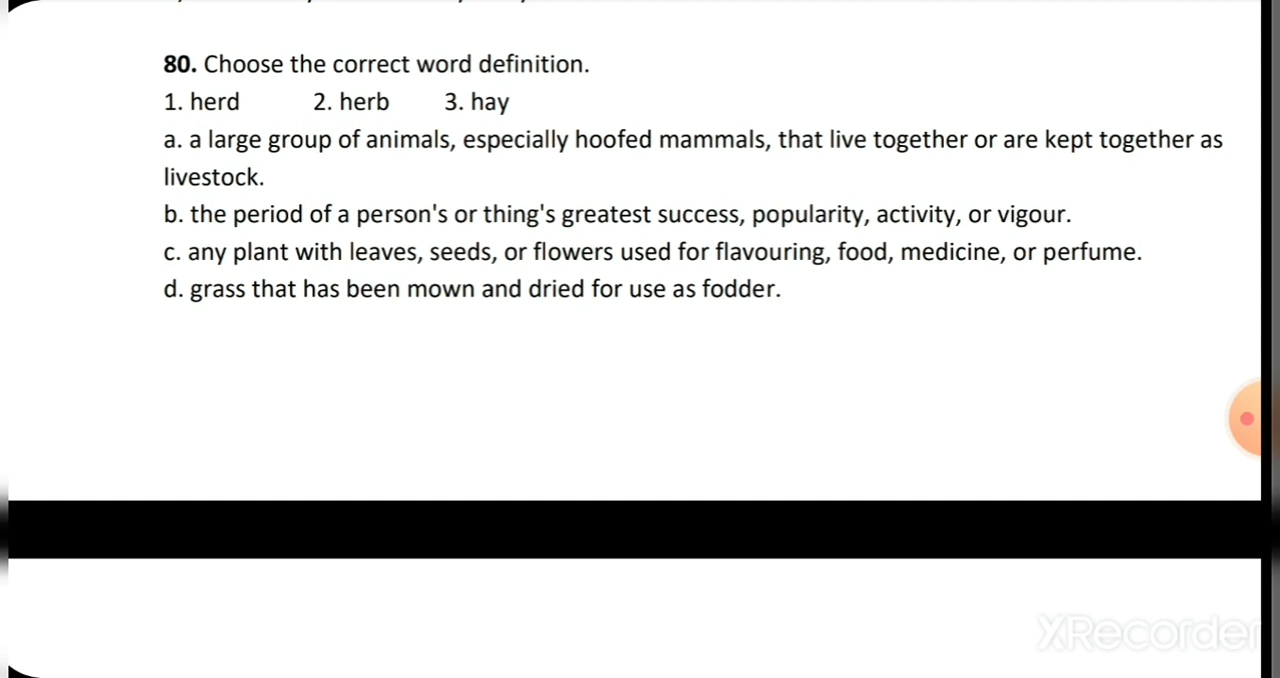 80. Choose the correct word definition.
1. herd 2. herb 3. hay
a. a large group of animals, especially hoofed mammals, that live together or are kept together as
livestock.
b. the period of a person's or thing's greatest success, popularity, activity, or vigour.
c. any plant with leaves, seeds, or flowers used for flavouring, food, medicine, or perfume.
d. grass that has been mown and dried for use as fodder.
XRecorder